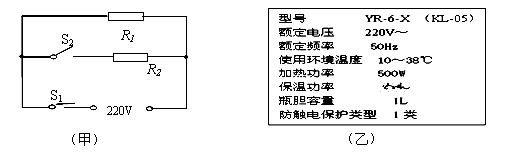 R1
S2
R2
S1
220V
(甲)
型号 YR-6-X (KL-05)
额定电压 220V~
额定频率 50Hz
使用环境温度 10~38℃
加热功率 500W
保温功率
瓶胆容量 1L
防触电保护类型 1 类
(乙)